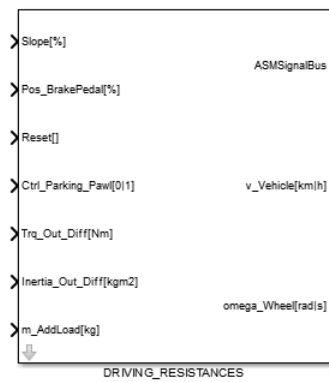 Slope[%]
ASMSignalBus
Pos_BrakePedal[%]
Reset[]
Ctrl_Parking_Pawl[0|1]
v_Vehicle[km|h]
Trq_Out_Diff[Nm]
Inertia_Out_Diff[kgm2]
omega_Wheel[rad|s]
m_AddLoad[kg]
DRIVING_RESISTANCES